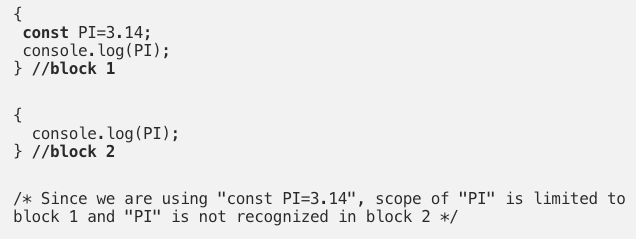 {
 const PI=3.14;
 console.log(PI);
} //block 1
{
  console.log(PI);
} //block 2
/* Since we are using "const PI=3.14", scope of "PI" is limited to
block 1 and "PI" is not recognized in block 2 */